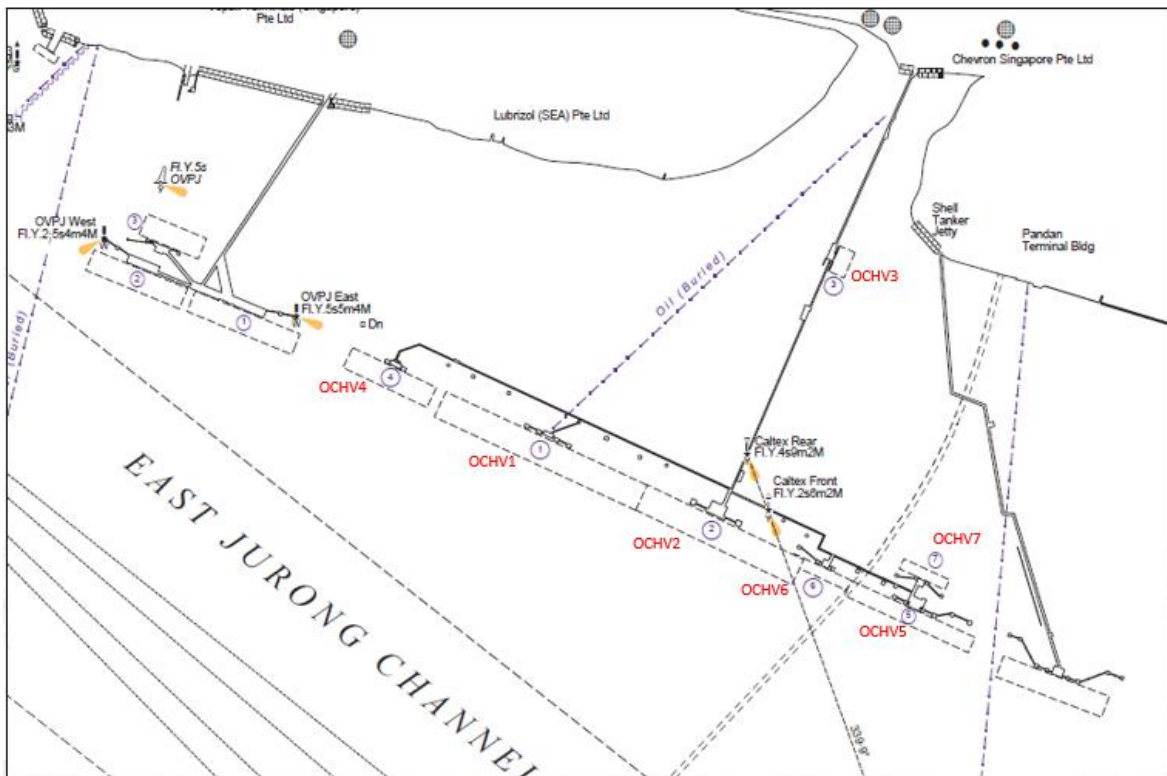 Pte Ltd
Chevron Singapore Pte Ltd
Lubrizol (SEA) Pte Ltd
3M
Fl.Y.5s
OVPJ
OVPJ West
Fl.Y.2·5s4m4M
3
2
1
OVPJ East
Fl.Y.5s5m4M
Dn
Shell
Tanker
Jetty
Pandan
Terminal Bldg
Oil (Buried)
(Buried)
3
OCHV3
4
OCHV4
1
OCHV1
Caltex Rear
Fl.Y.4s9m2M
Caltex Front
Fl.Y.2s6m2M
2
OCHV2
7
OCHV7
6
OCHV6
5
OCHV5
EAST JURONG CHANNEL
339·9°